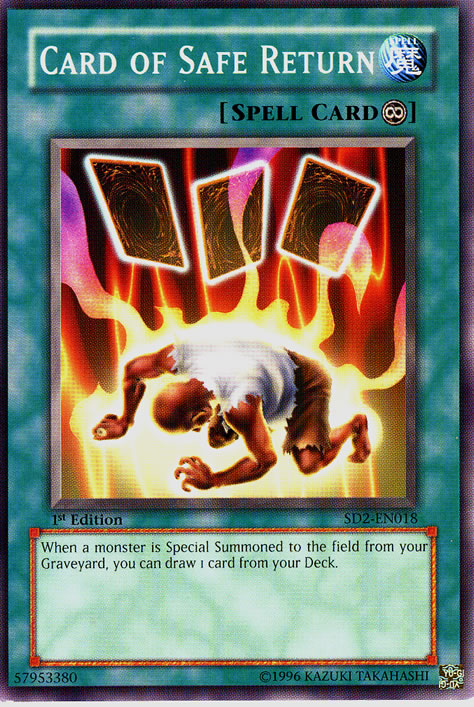 CARD OF SAFE RETURN
SPELL
魔
[SPELL CARD]
1st Edition
SD2-EN018
When a monster is Special Summoned to the field from your
Graveyard, you can draw 1 card from your Deck.
57953380
©1996 KAZUKI TAKAHASHI